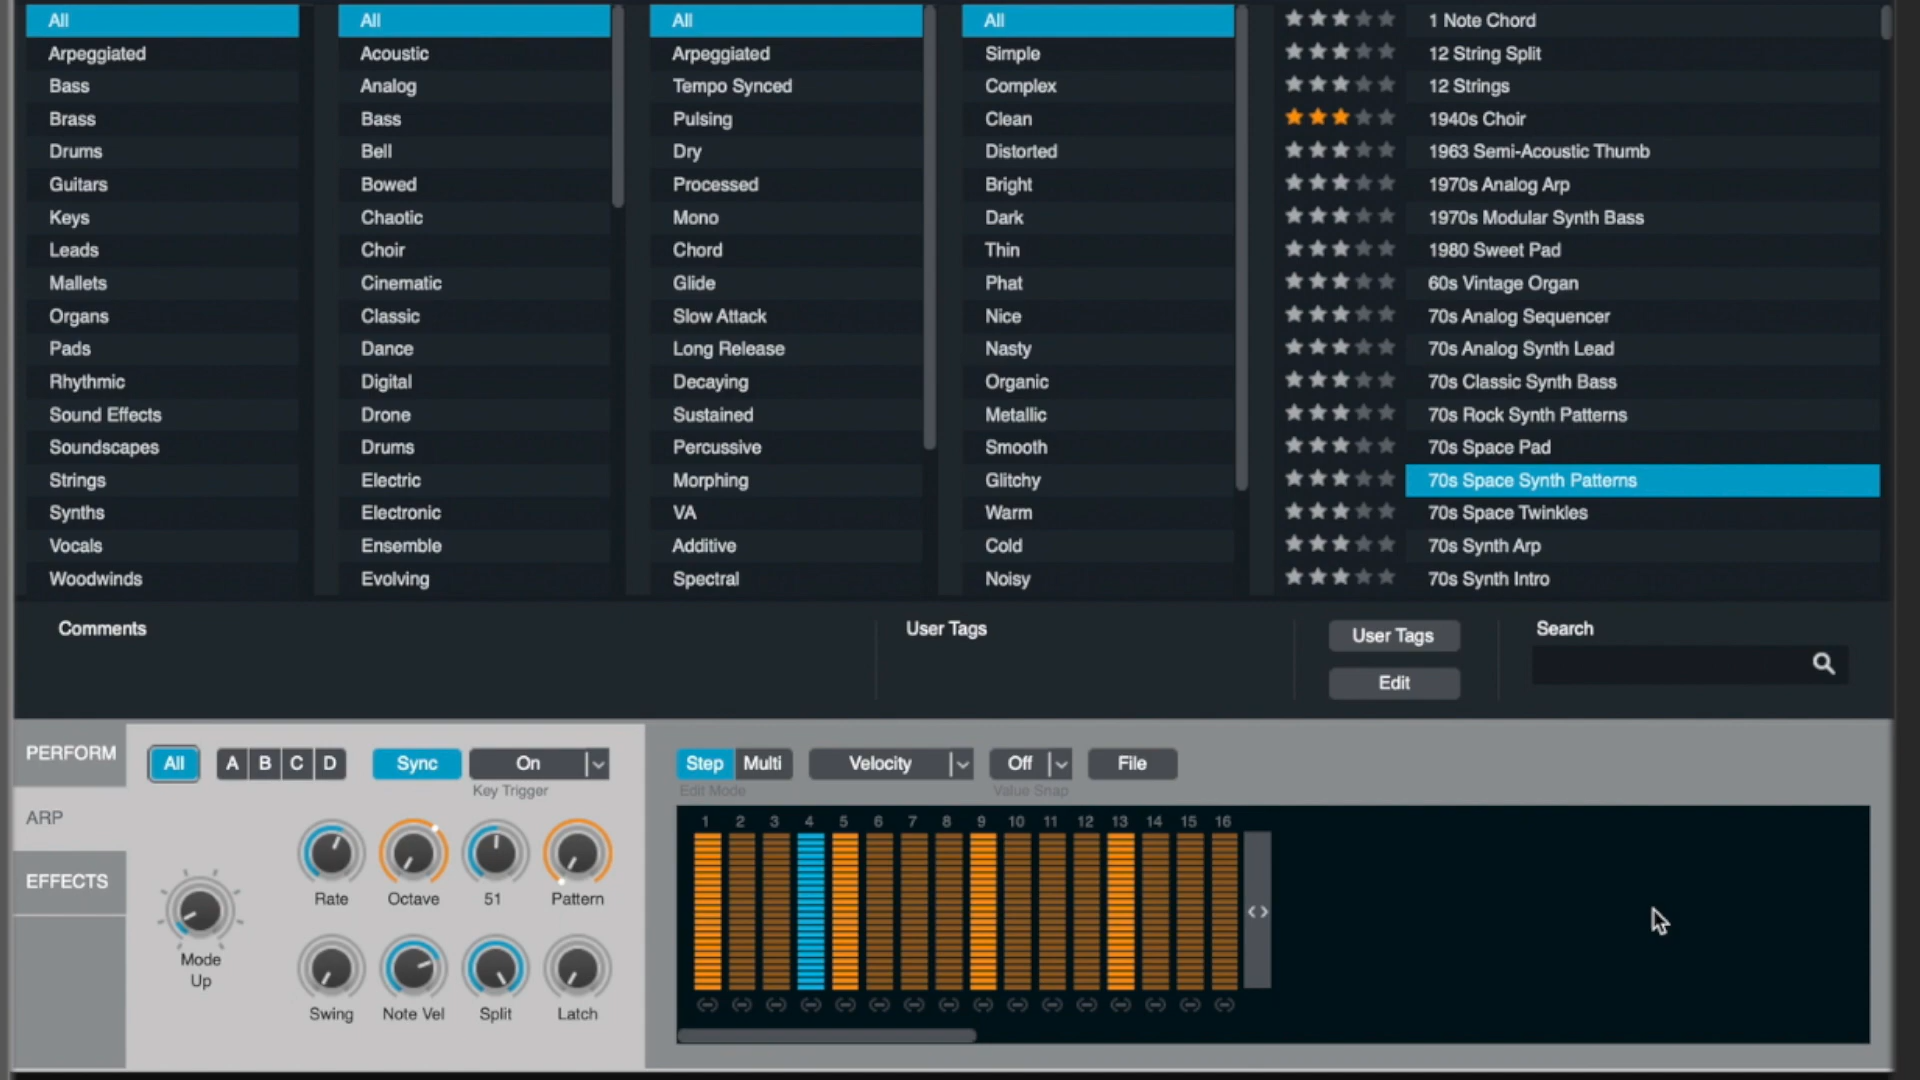 All All All All 1 Note Chord
Arpeggiated Acoustic Arpeggiated Simple 12 String Split
Bass Analog Tempo Synced Complex 12 Strings
Brass Bass Pulsing Clean 1940s Choir
Drums Bell Dry Distorted 1963 Semi-Acoustic Thumb
Guitars Bowed Processed Bright 1970s Analog Arp
Keys Chaotic Mono Dark 1970s Modular Synth Bass
Leads Choir Chord Thin 1980 Sweet Pad
Mallets Cinematic Glide Phat 60s Vintage Organ
Organs Classic Slow Attack Nice 70s Analog Sequencer
Pads Dance Long Release Nasty 70s Analog Synth Lead
Rhythmic Digital Decaying Organic 70s Classic Synth Bass
Sound Effects Drone Sustained Metallic 70s Rock Synth Patterns
Soundscapes Drums Percussive Smooth 70s Space Pad
Strings Electric Morphing Glitchy 70s Space Synth Patterns
Synths Electronic VA Warm 70s Space Twinkles
Vocals Ensemble Additive Cold 70s Synth Arp
Woodwinds Evolving Spectral Noisy 70s Synth Intro
Comments User Tags User Tags Search
Edit
PERFORM All A B C D Sync On Step Multi Velocity Off File
Key Trigger Edit Mode Value Snap
ARP 1 2 3 4 5 6 7 8 9 10 11 12 13 14 15 16
EFFECTS
Rate Octave 51 Pattern
Mode
Up
Swing Note Vel Split Latch